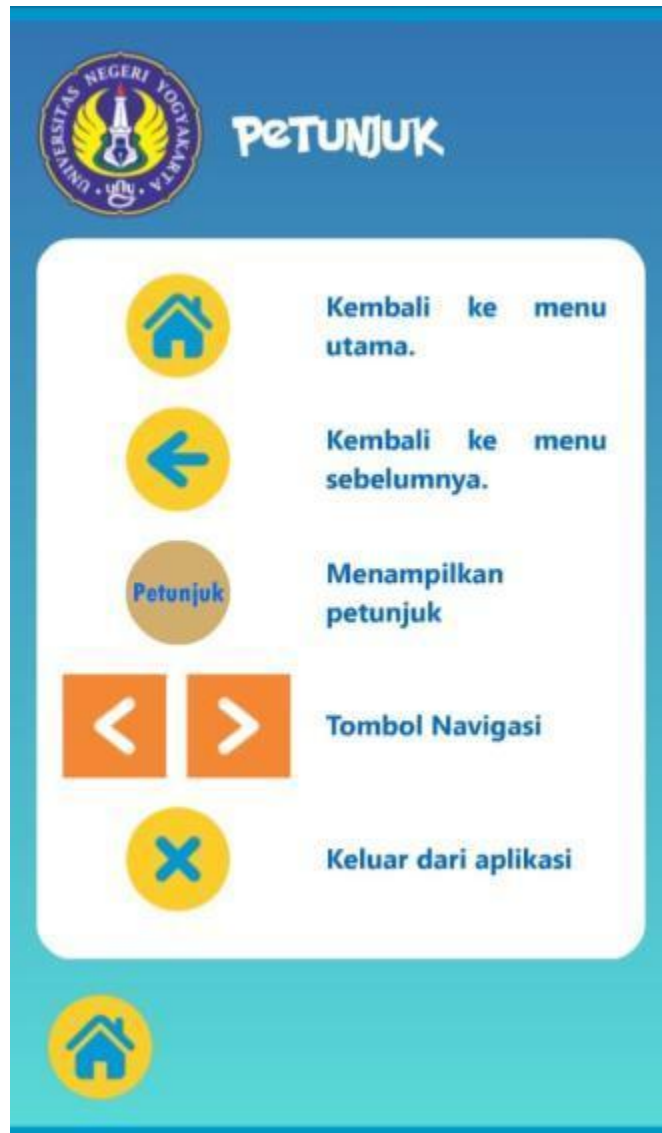 UNIVERSITAS NEGERI YOGYAKARTA
PETUNJUK
Kembali ke menu
utama.
Kembali ke menu
sebelumnya.
Petunjuk
Menampilkan
petunjuk
Tombol Navigasi
Keluar dari aplikasi